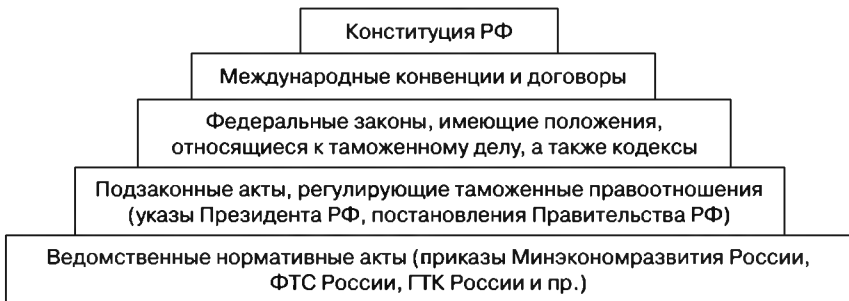 Конституция РФ
Международные конвенции и договоры
Федеральные законы, имеющие положения,
относящиеся к таможенному делу, а также кодексы
Подзаконные акты, регулирующие таможенные правоотношения
(указы Президента РФ, постановления Правительства РФ)
Ведомственные нормативные акты (приказы Минэкономразвития России,
ФТС России, ГТК России и пр.)